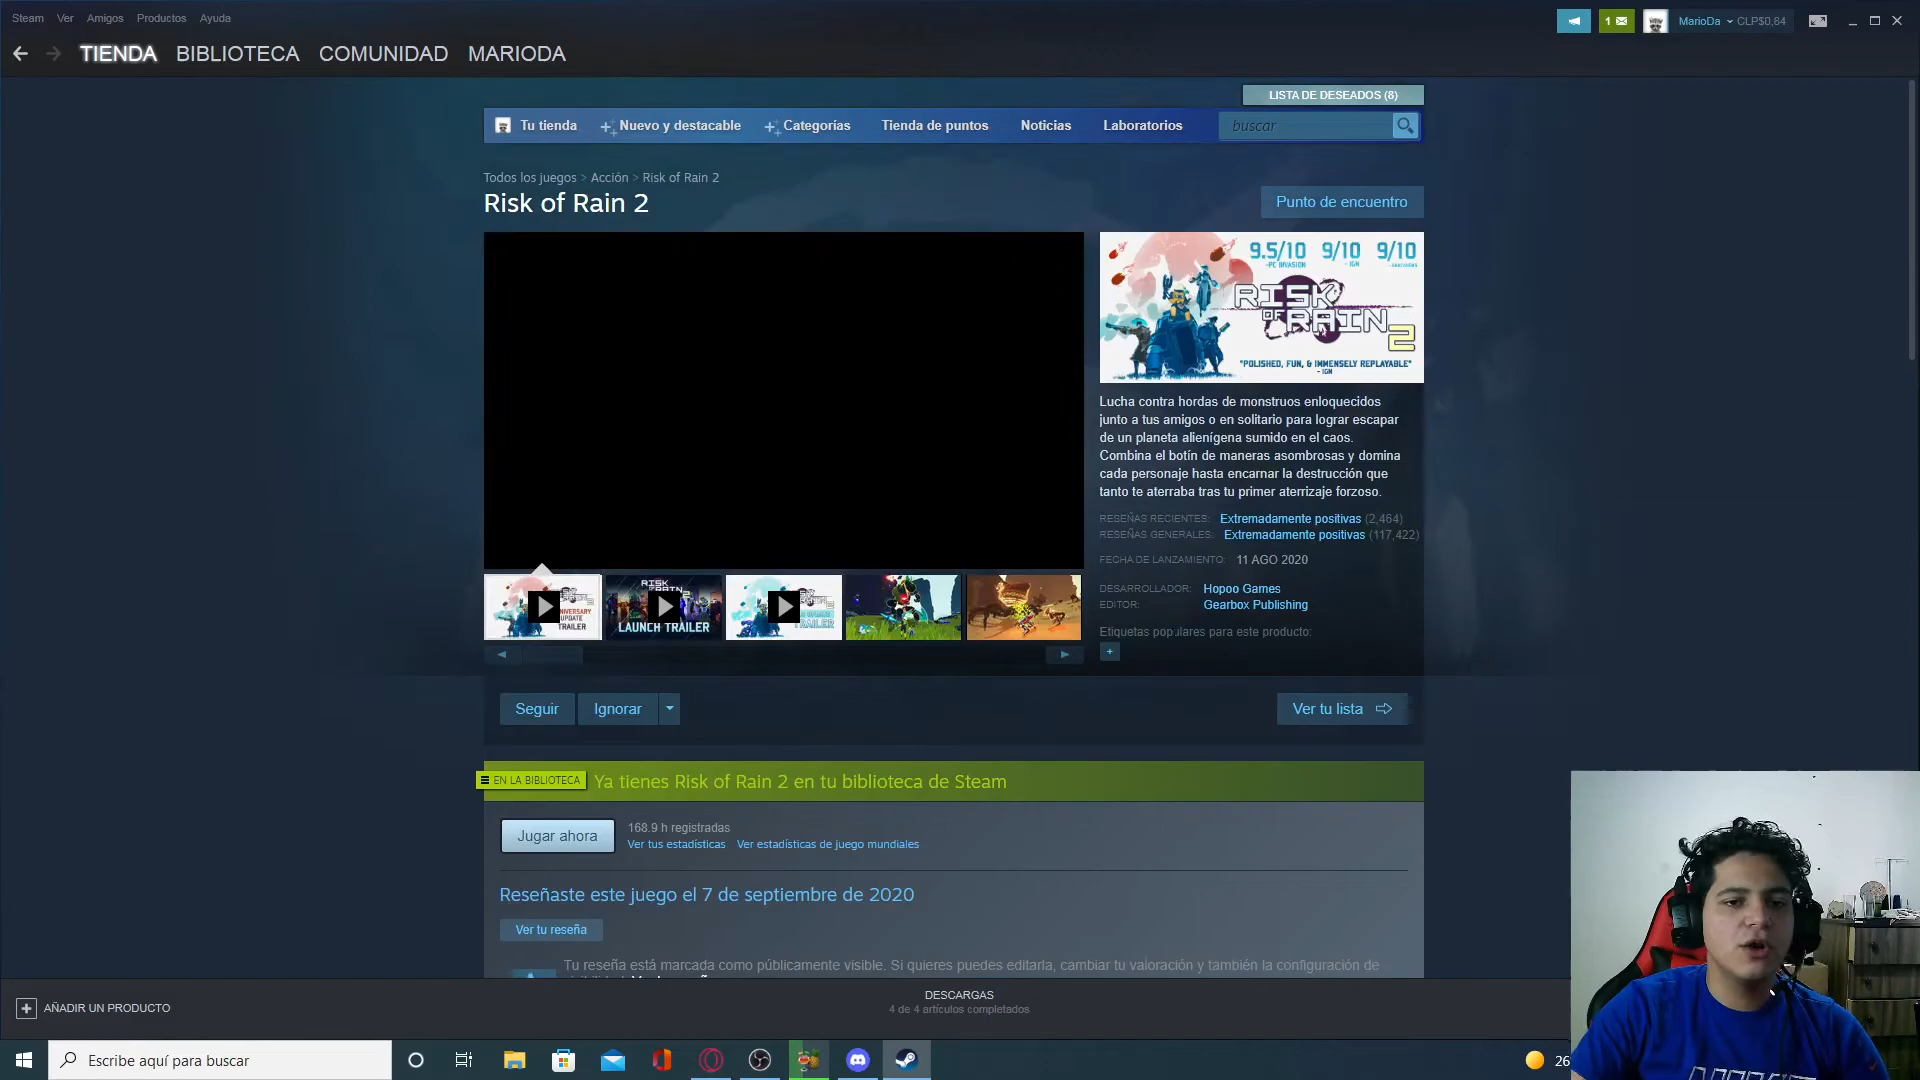 Steam Ver Amigos Productos Ayuda
1
MarioDa CLP$0,84
TIENDA BIBLIOTECA COMUNIDAD MARIODA
LISTA DE DESEADOS (8)
Tu tienda Nuevo y destacable Categorías Tienda de puntos Noticias Laboratorios buscar
Todos los juegos > Acción > Risk of Rain 2
Risk of Rain 2
Punto de encuentro
9.5/10 9/10 9/10
-PC INVASION -IGN
RISK OF RAIN 2
"POLISHED, FUN, & IMMENSELY REPLAYABLE"
- IGN
Lucha contra hordas de monstruos enloquecidos
junto a tus amigos o en solitario para lograr escapar
de un planeta alienígena sumido en el caos.
Combina el botín de maneras asombrosas y domina
cada personaje hasta encarnar la destrucción que
tanto te aterraba tras tu primer aterrizaje forzoso.
RESEÑAS RECIENTES: Extremadamente positivas (2,464)
RESEÑAS GENERALES: Extremadamente positivas (117,422)
FECHA DE LANZAMIENTO: 11 AGO 2020
DESARROLLADOR: Hopoo Games
EDITOR: Gearbox Publishing
Etiquetas populares para este producto:
+
UPDATE
TRAILER
RISK
LAUNCH TRAILER
TRAILER
Seguir Ignorar Ver tu lista
EN LA BIBLIOTECA Ya tienes Risk of Rain 2 en tu biblioteca de Steam
Jugar ahora
168.9 h registradas
Ver tus estadísticas Ver estadísticas de juego mundiales
Reseñaste este juego el 7 de septiembre de 2020
Ver tu reseña
Tu reseña está marcada como públicamente visible. Si quieres puedes editarla, cambiar tu valoración y también la configuración de
AÑADIR UN PRODUCTO
DESCARGAS
4 de 4 artículos completados
Escribe aquí para buscar
26